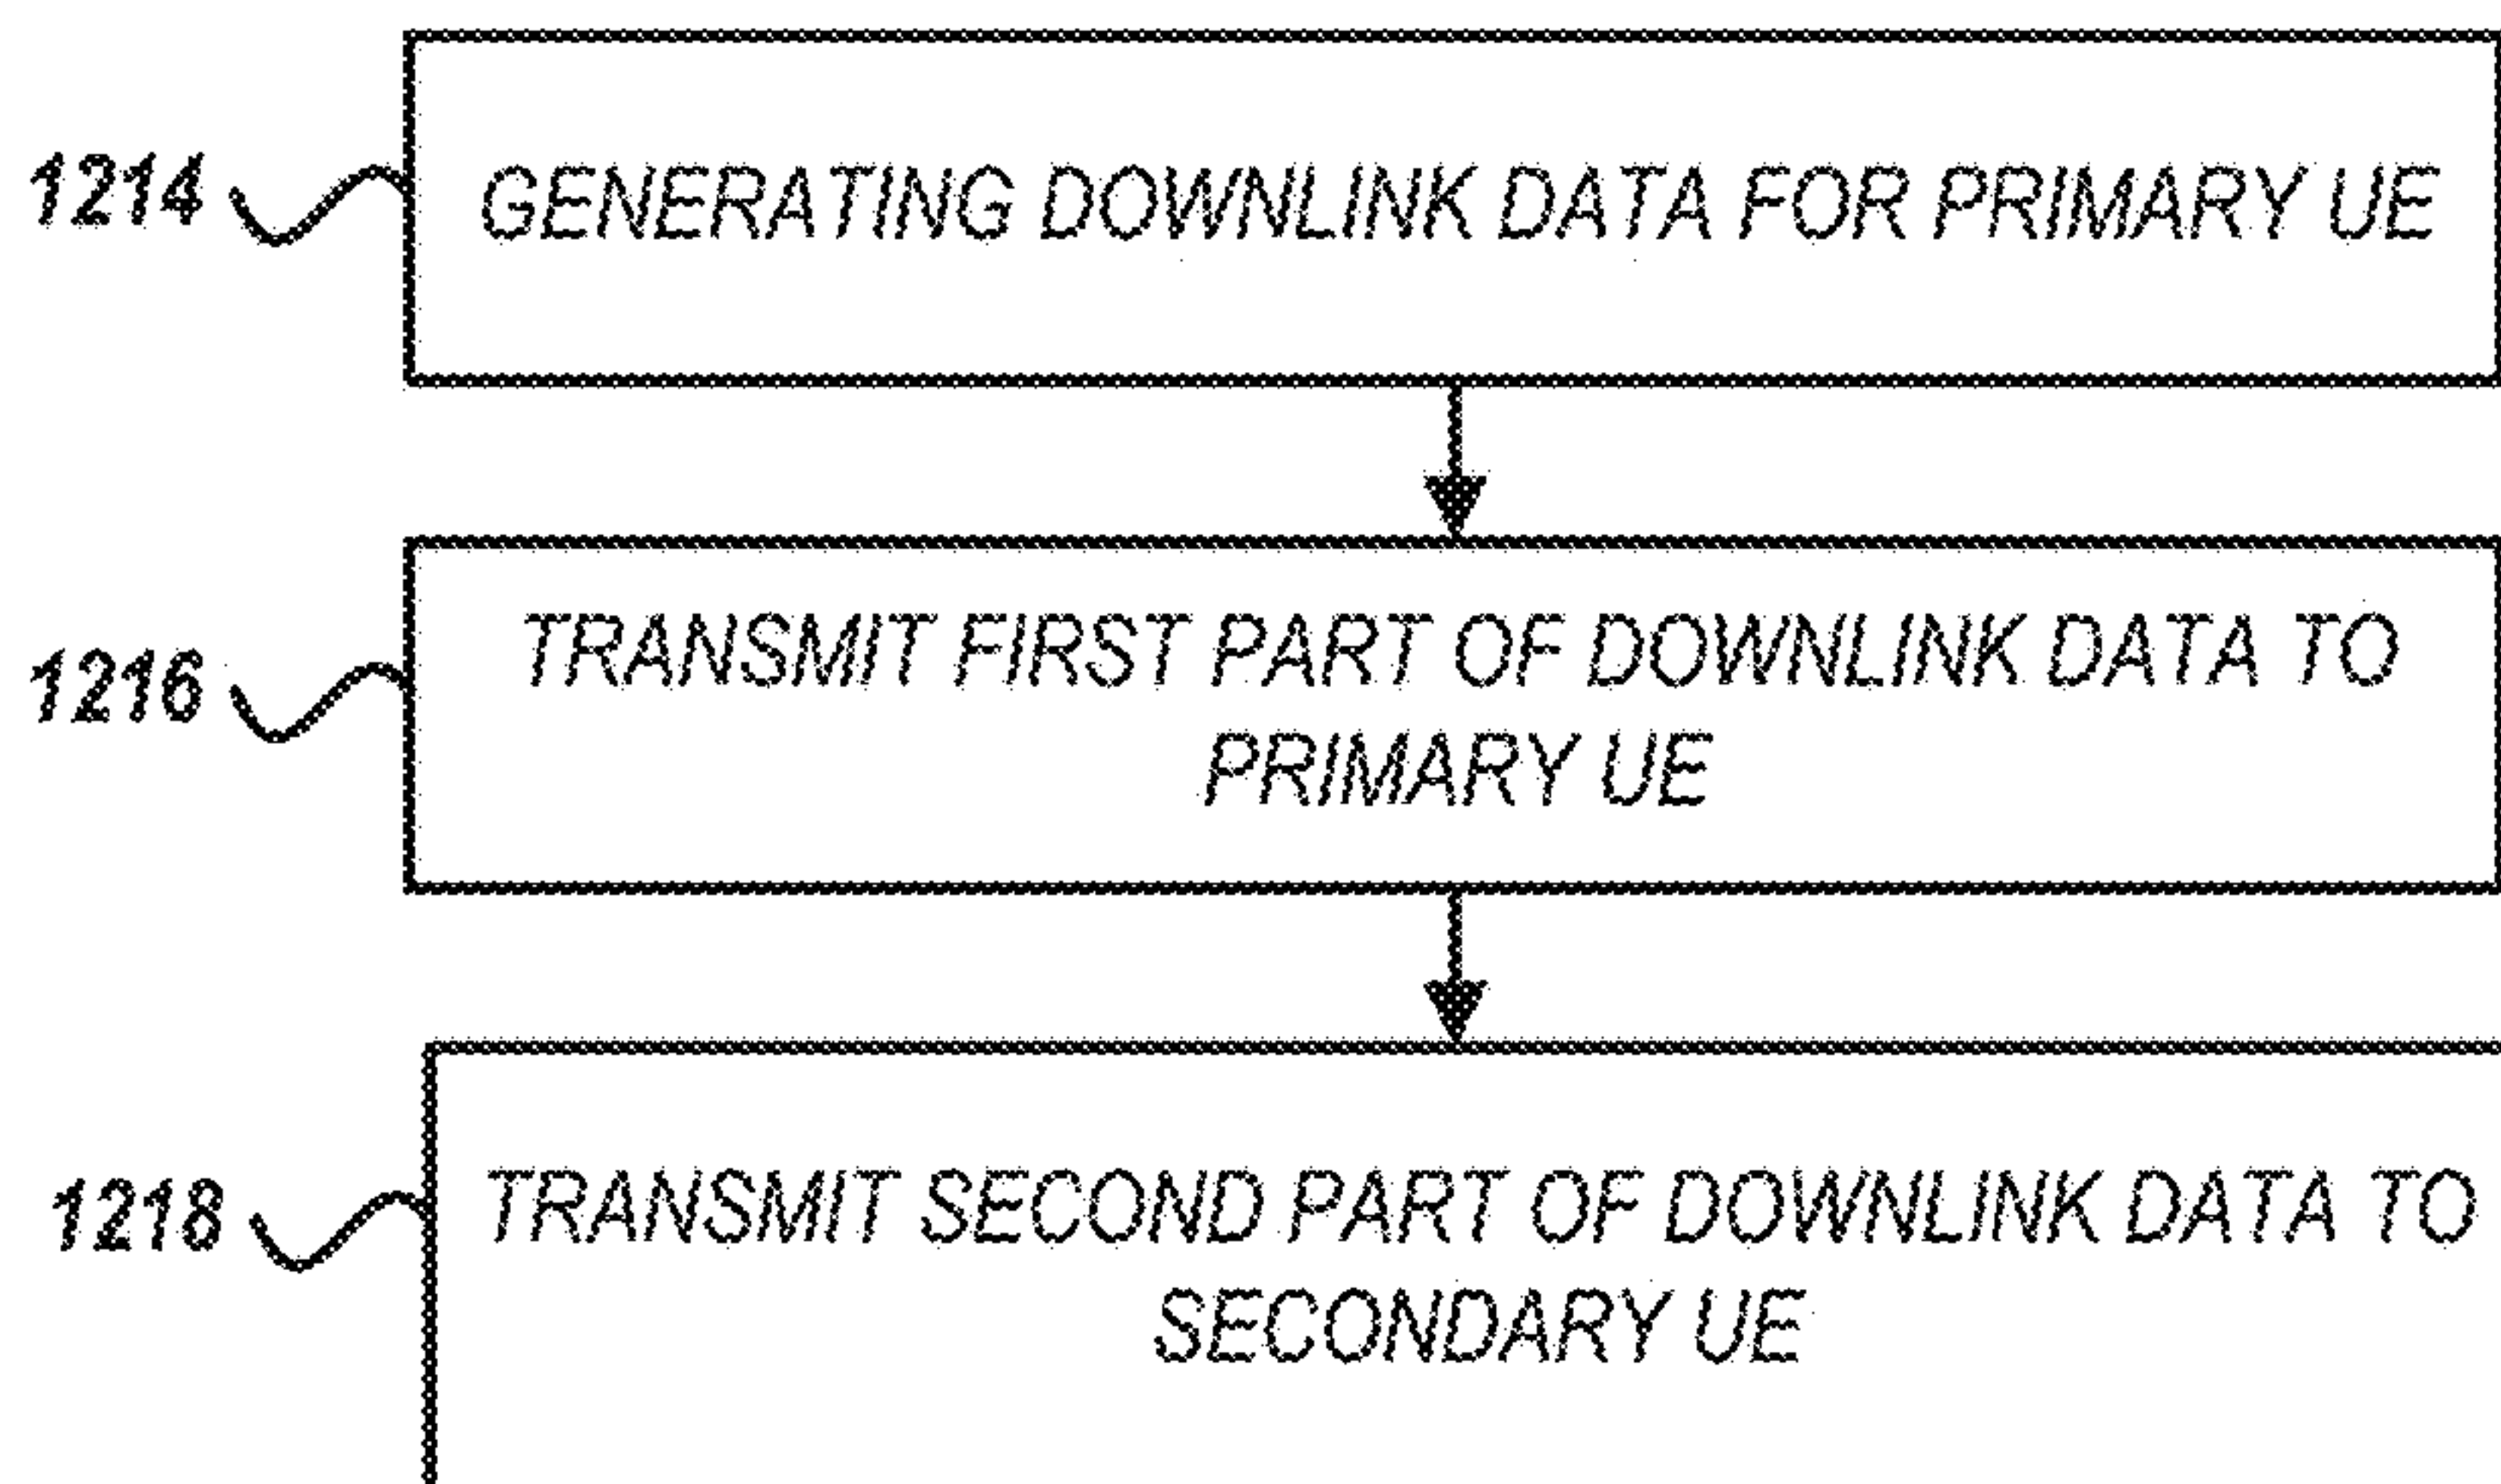 1214 GENERATING DOWNLINK DATA FOR PRIMARY UE
TRANSMIT FIRST PART OF DOWNLINK DATA TO
1216
PRIMARY UE
TRANSMIT SECOND PART OF DOWNLINK DATA TO
1218
SECONDARY UE